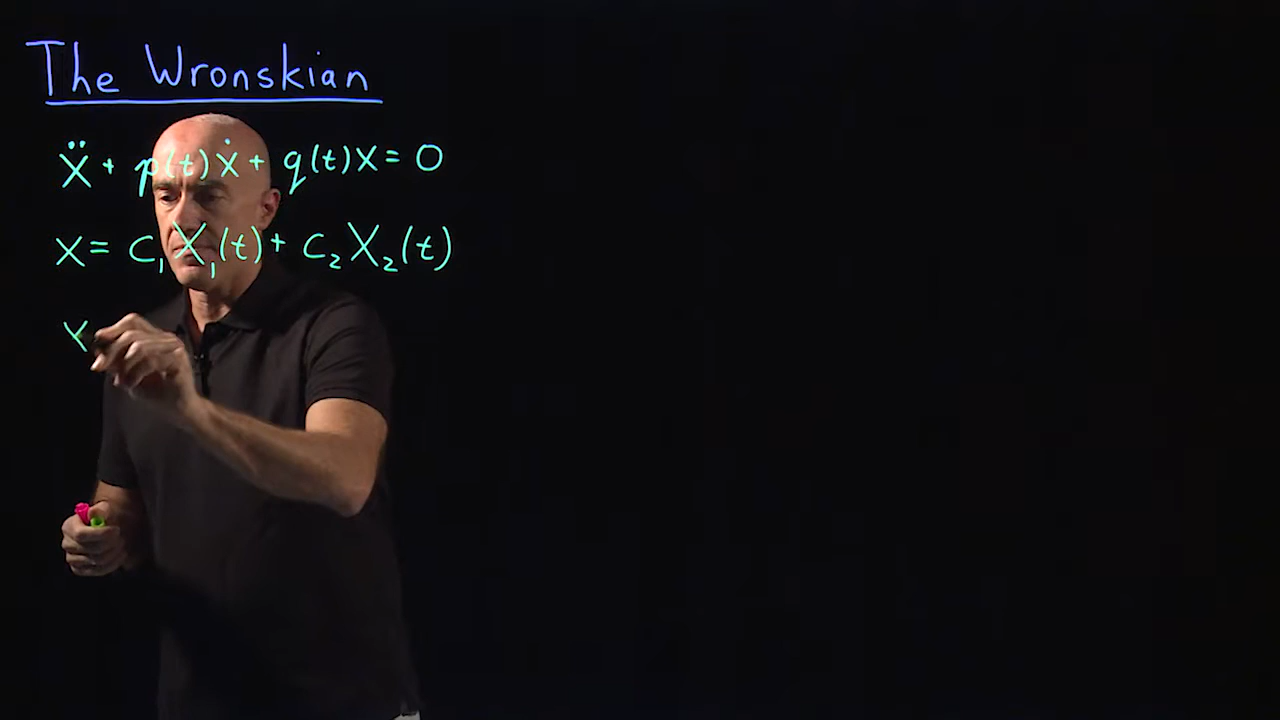 The Wronskian
Ẍ + p(t)ẋ + q(t)X = 0
X = C₁X₁(t) + C₂X₂(t)
X